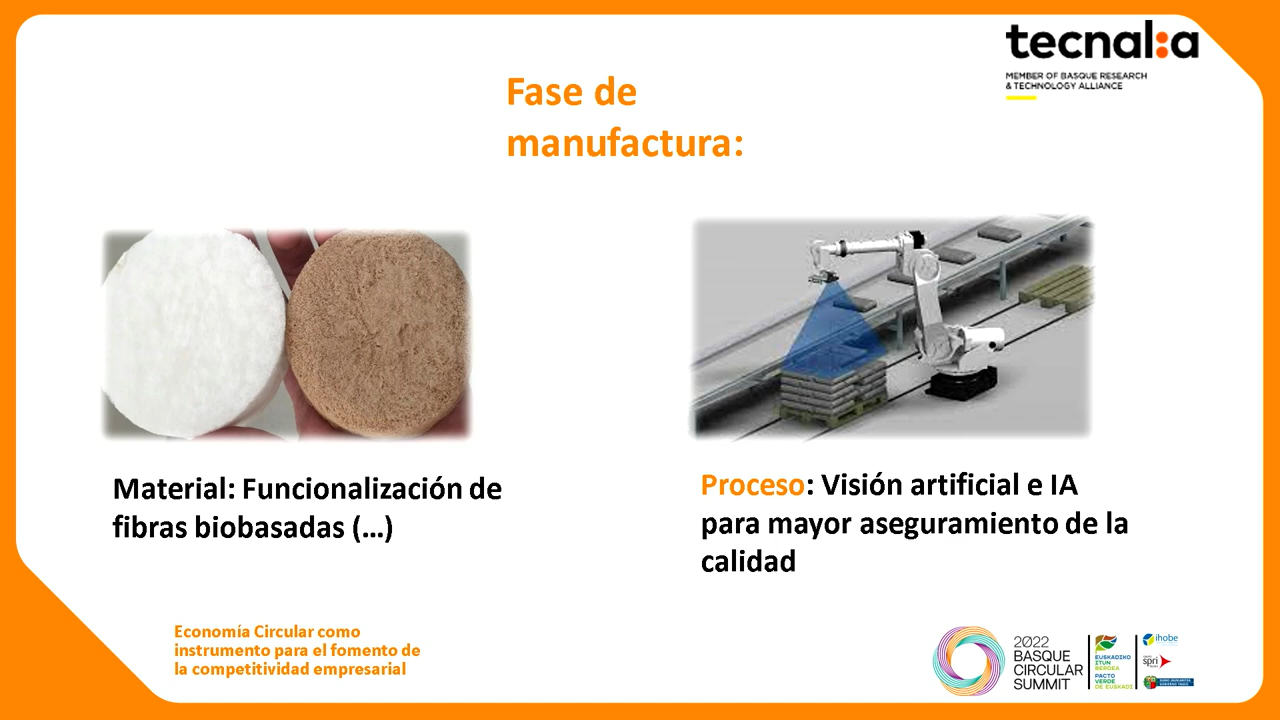 tecnal:a
MEMBER OF BASQUE RESEARCH
& TECHNOLOGY ALLIANCE
Fase de
manufactura:
Material: Funcionalización de
fibras biobasadas (...)
Proceso: Visión artificial e IA
para mayor aseguramiento de la
calidad
Economía Circular como
instrumento para el fomento de
la competitividad empresarial
2022
BASQUE
CIRCULAR
SUMMIT
EUSKADIKO
ITUN
BERDEA
PACTO
VERDE
DE EUSKADI
ihobe
spri